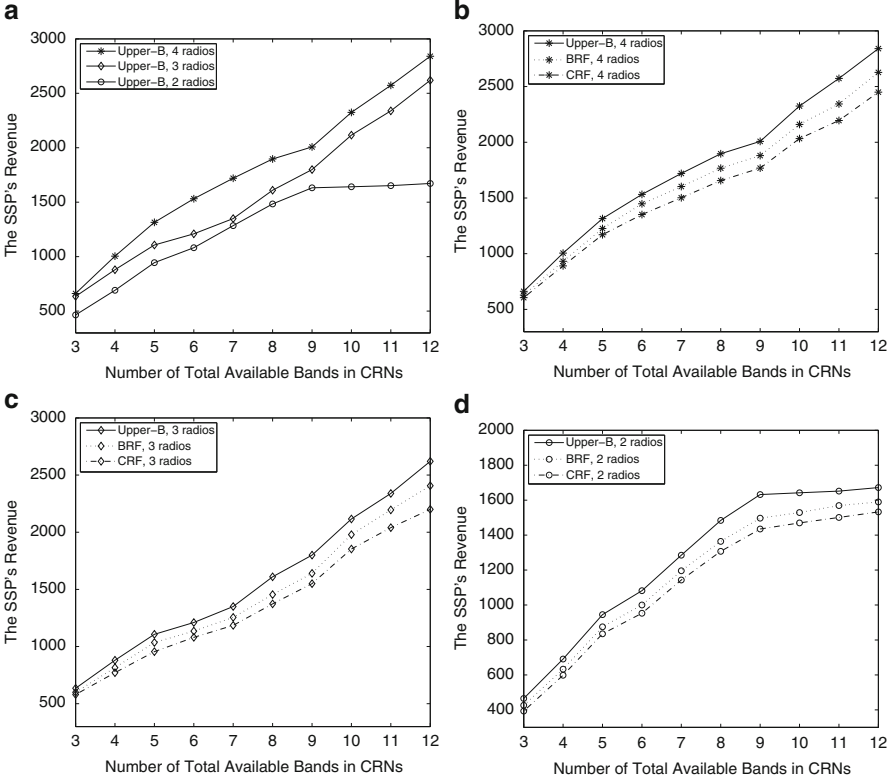 a
3000
2500
2000
1500
1000
500
The SSP's Revenue
Upper–B, 4 radios
Upper–B, 3 radios
Upper–B, 2 radios
3 4 5 6 7 8 9 10 11 12
Number of Total Available Bands in CRNs
b
3000
2500
2000
1500
1000
500
The SSP's Revenue
Upper–B, 4 radios
BRF, 4 radios
CRF, 4 radios
3 4 5 6 7 8 9 10 11 12
Number of Total Available Bands in CRNs
c
3000
2500
2000
1500
1000
500
The SSP's Revenue
Upper–B, 3 radios
BRF, 3 radios
CRF, 3 radios
3 4 5 6 7 8 9 10 11 12
Number of Total Available Bands in CRNs
d
2000
1800
1600
1400
1200
1000
800
600
400
The SSP's Revenue
Upper–B, 2 radios
BRF, 2 radios
CRF, 2 radios
3 4 5 6 7 8 9 10 11 12
Number of Total Available Bands in CRNs